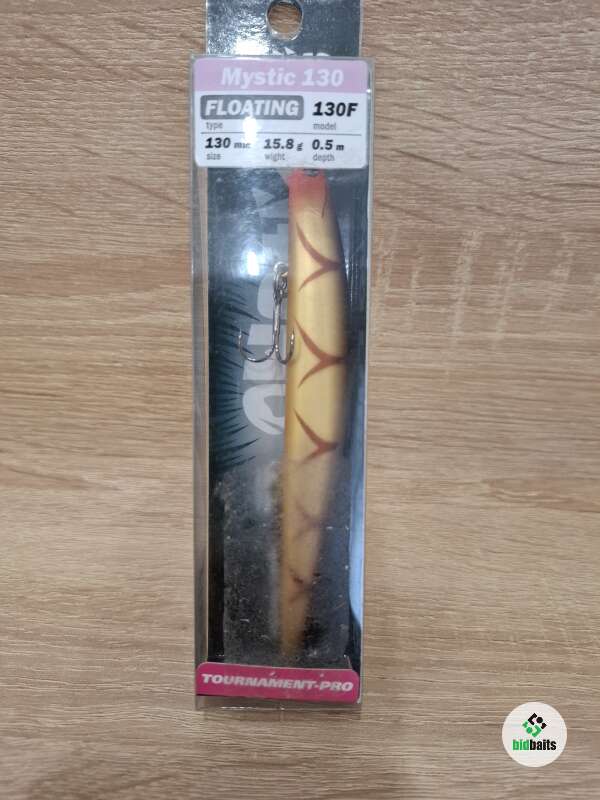 Mystic 130
FLOATING 130F
type model
130 mm 15.8 g 0.5 m
size wight depth
TOURNAMENT-PRO
bidbaits